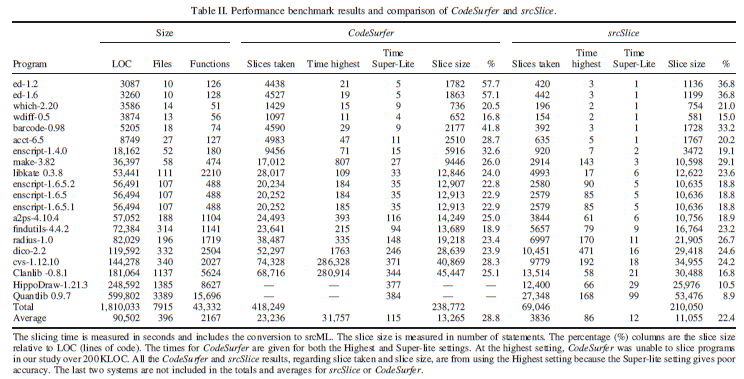 Table II. Performance benchmark results and comparison of CodeSurfer and srcSlice.
Size CodeSurfer srcSlice
Program LOC Files Functions Slices taken Time highest Time Super-Lite Slice size % Slices taken Time highest Time Super-Lite Slice size %
ed-1.2 3087 10 126 4438 21 5 1782 57.7 420 3 1 1136 36.8
ed-1.6 3260 10 128 4527 19 5 1863 57.1 442 3 1 1199 36.8
which-2.20 3586 14 51 1429 15 9 736 20.5 196 2 1 754 21.0
wdiff-0.5 3874 13 56 1097 11 4 652 16.8 154 2 1 581 15.0
barcode-0.98 5205 18 74 4590 29 9 2177 41.8 392 3 1 1728 33.2
acct-6.5 8749 27 127 4983 47 11 2510 28.7 635 5 1 1767 20.2
enscript-1.4.0 18,162 52 180 9456 71 15 5916 32.6 920 7 2 3472 19.1
make-3.82 36,397 58 474 17,012 807 27 9446 26.0 2914 143 3 10,598 29.1
libkate 0.3.8 53,441 111 2210 28,017 109 33 12,846 24.0 4993 17 6 12,622 23.6
enscript-1.6.5.2 56,491 107 488 20,234 184 35 12,907 22.8 2580 90 5 10,635 18.8
enscript-1.6.5 56,494 107 488 20,252 184 35 12,913 22.9 2579 85 5 10,635 18.8
enscript-1.6.5.1 56,494 107 488 20,252 185 35 12,913 22.9 2579 85 5 10,635 18.8
a2ps-4.10.4 57,052 188 1104 24,493 393 116 14,249 25.0 3844 61 6 10,756 18.9
findutils-4.4.2 72,384 314 1141 23,641 215 94 13,689 18.9 5657 79 9 16,764 23.2
radius-1.0 82,029 196 1719 38,487 335 148 19,218 23.4 6997 170 11 21,905 26.7
dico-2.2 119,592 332 2504 52,297 1763 246 28,639 23.9 10,451 471 16 29,418 24.6
cvs-1.12.10 144,278 340 2027 74,328 286,328 371 40,869 28.3 9779 192 18 34,955 24.2
Clanlib -0.8.1 181,064 1137 5624 68,716 280,914 344 45,447 25.1 13,514 58 21 30,488 16.8
HippoDraw-1.21.3 248,592 1385 8627 — — 377 — — 12,400 66 29 25,976 10.5
Quantlib 0.9.7 599,802 3389 15,696 — — 384 — — 27,348 168 99 53,476 8.9
Total 1,810,033 7915 43,332 418,249 238,772 69,046 210,050
Average 90,502 396 2167 23,236 31,757 115 13,265 28.8 3836 86 12 11,055 22.4
The slicing time is measured in seconds and includes the conversion to srcML. The slice size is measured in number of statements. The percentage (%) columns are the slice size
relative to LOC (lines of code). The times for CodeSurfer are given for both the Highest and Super-lite settings. At the highest setting, CodeSurfer was unable to slice programs
in our study over 200 KLOC. All the CodeSurfer and srcSlice results, regarding slice taken and slice size, are from using the Highest setting because the Super-lite setting gives poor
accuracy. The last two systems are not included in the totals and averages for srcSlice or CodeSurfer.